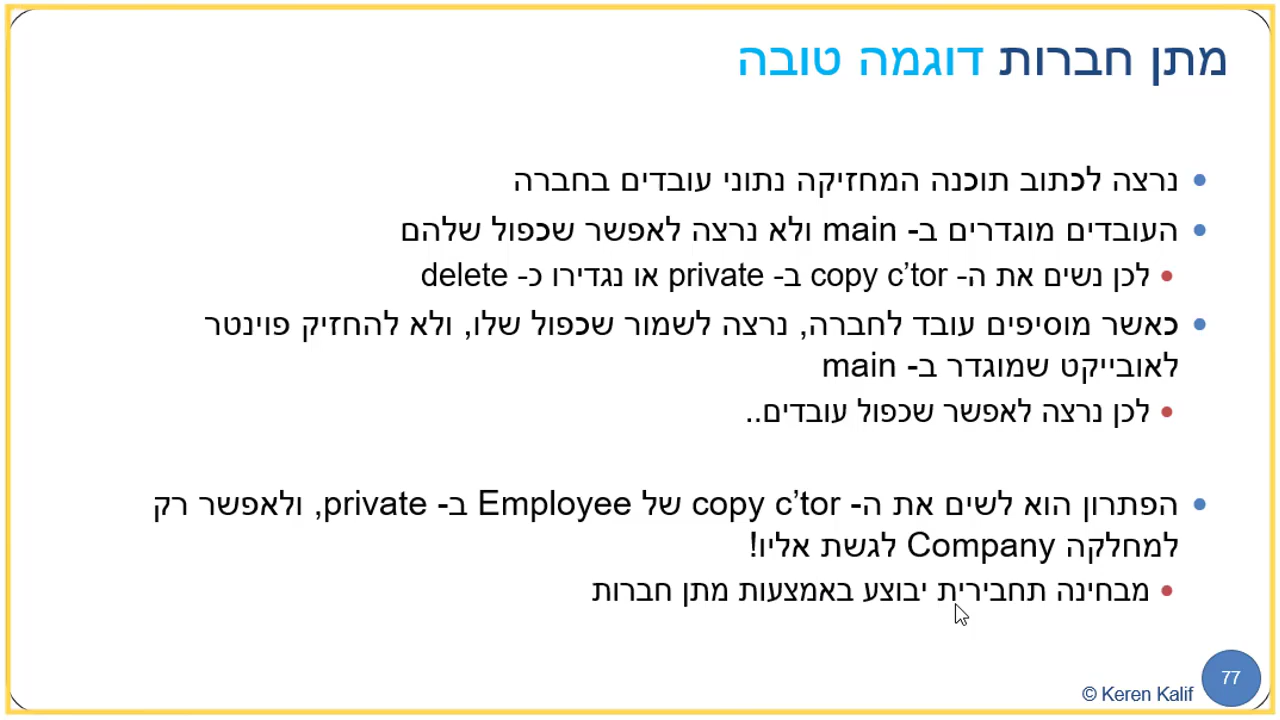 מתן חברות דוגמה טובה
נרצה לכתוב תוכנה המחזיקה נתוני עובדים בחברה
העובדים מוגדרים ב- main ולא נרצה לאפשר שכפול שלהם
לכן נשים את ה- copy c’tor ב- private או נגדירו כ- delete
כאשר מוסיפים עובד לחברה, נרצה לשמור שכפול שלו, ולא להחזיק פוינטר
לאובייקט שמוגדר ב- main
לכן נרצה לאפשר שכפול עובדים..
הפתרון הוא לשים את ה- copy c’tor של Employee ב- private, ולאפשר רק
למחלקה Company לגשת אליו!
מבחינה תחבירית יבוצע באמצעות מתן חברות
77
© Keren Kalif